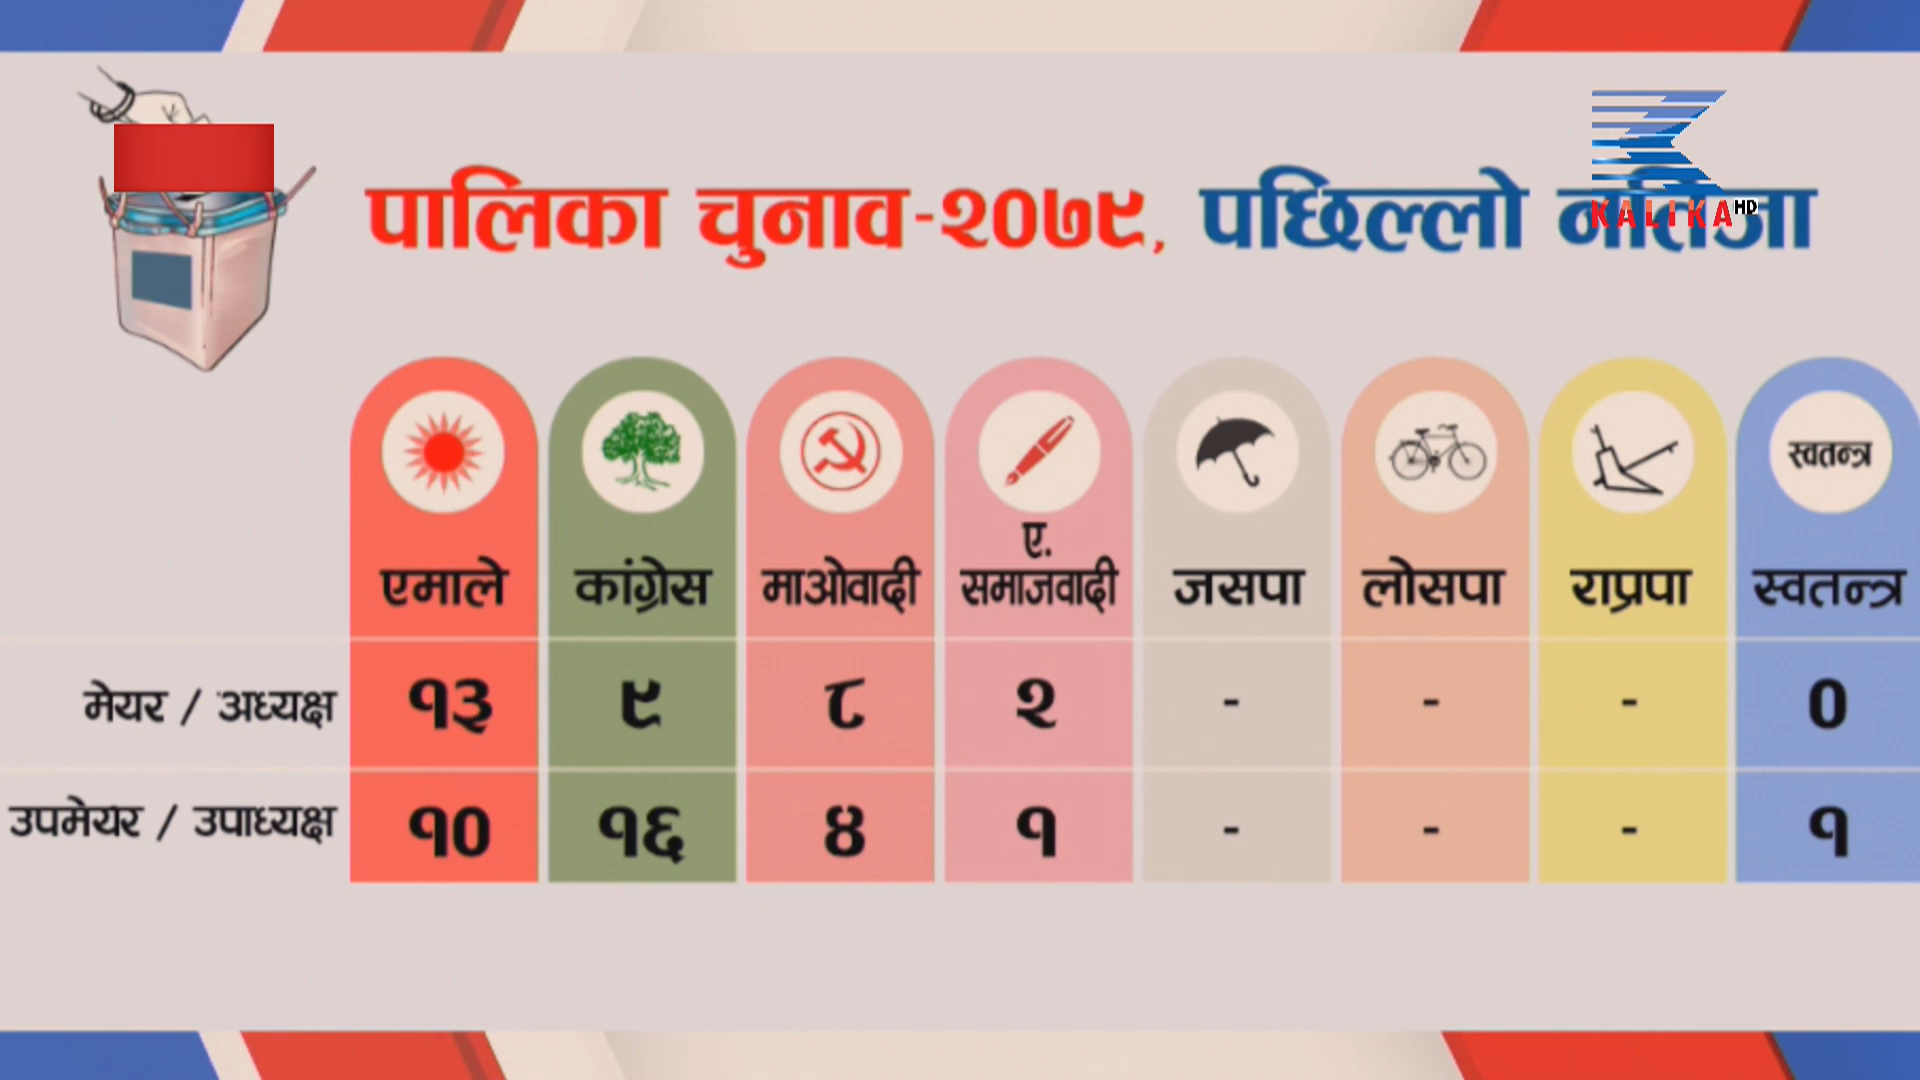 पालिका चुनाव-२०७९, पछिल्लो नतिजा
KALIKA HD
स्वतन्त्र
एमाले कांग्रेस माओवादी ए. समाजवादी जसपा लोसपा राप्रपा स्वतन्त्र
मेयर / अध्यक्ष १३ ९ ८ २ - - - 0
उपमेयर / उपाध्यक्ष १० १६ ४ १ - - - १